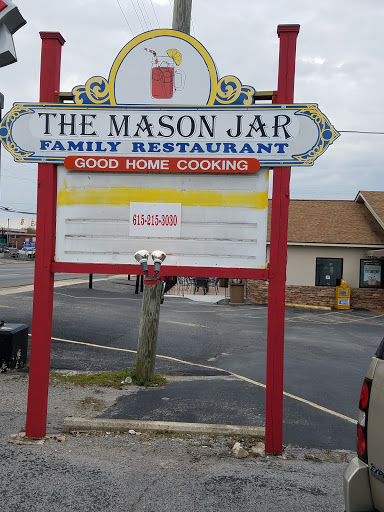 THE MASON JAR
FAMILY RESTAURANT
GOOD HOME COOKING
615-215-3030